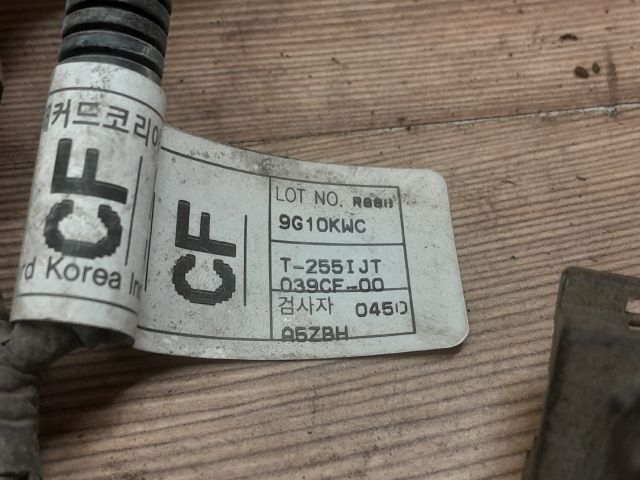 커드코리아
CF
rd Korea In
CF
LOT NO.
9G10KWC
T-255IJT
039CF-00
검사자 0450
A5ZBH